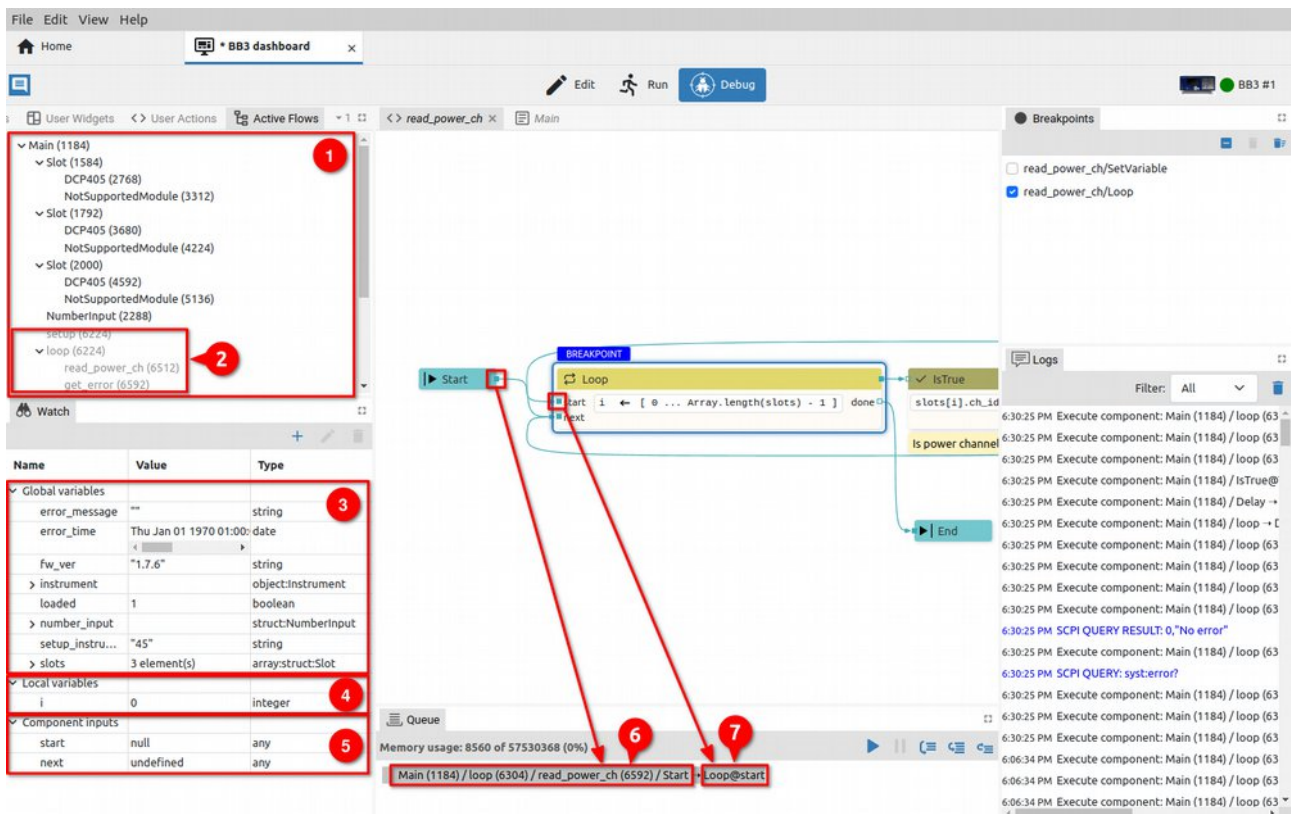 File Edit View Help
Home * BB3 dashboard x
Edit Run Debug BB3 #1
s User Widgets User Actions Active Flows 1 <> read_power_ch × Main Breakpoints
Main (1184)
1
Slot (1584)
DCP405 (2768)
NotSupportedModule (3312)
Slot (1792)
DCP405 (3680)
NotSupportedModule (4224)
Slot (2000)
DCP405 (4592)
NotSupportedModule (5136)
NumberInput (2288)
setup (6224)
loop (6224)
2
read_power_ch (6512)
get_error (6592)
read_power_ch/SetVariable
read_power_ch/Loop
BREAKPOINT
Start
Loop
start i ← [ 0 ... Array.length(slots) - 1 ] done
next
IsTrue
slots[i].ch_id
Is power channel
End
Watch
Name Value Type
Global variables
3
error_message "" string
error_time Thu Jan 01 1970 01:00: date
fw_ver "1.7.6" string
instrument object:Instrument
loaded 1 boolean
number_input struct:NumberInput
setup_instru... "45" string
slots 3 element(s) array:struct:Slot
Local variables
4
i 0 integer
Component inputs
5
start null any
next undefined any
Queue
Memory usage: 8560 of 57530368 (0%)
6
7
Main (1184) / loop (6304) / read_power_ch (6592) / Start → Loop@start
Logs
Filter: All
6:30:25 PM Execute component: Main (1184) / loop (63
6:30:25 PM Execute component: Main (1184) / loop (63
6:30:25 PM Execute component: Main (1184) / loop (63
6:30:25 PM Execute component: Main (1184) / IsTrue@
6:30:25 PM Execute component: Main (1184) / Delay →
6:30:25 PM Execute component: Main (1184) / loop → D
6:30:25 PM Execute component: Main (1184) / loop (63
6:30:25 PM Execute component: Main (1184) / loop (63
6:30:25 PM Execute component: Main (1184) / loop (63
6:30:25 PM Execute component: Main (1184) / loop (63
6:30:25 PM SCPI QUERY RESULT: 0,"No error"
6:30:25 PM Execute component: Main (1184) / loop (63
6:30:25 PM SCPI QUERY: syst:error?
6:30:25 PM Execute component: Main (1184) / loop (63
6:30:25 PM Execute component: Main (1184) / loop (63
6:30:25 PM Execute component: Main (1184) / loop (63
6:30:25 PM Execute component: Main (1184) / loop (63
6:06:34 PM Execute component: Main (1184) / loop (63
6:06:34 PM Execute component: Main (1184) / loop (63
6:06:34 PM Execute component: Main (1184) / loop (63